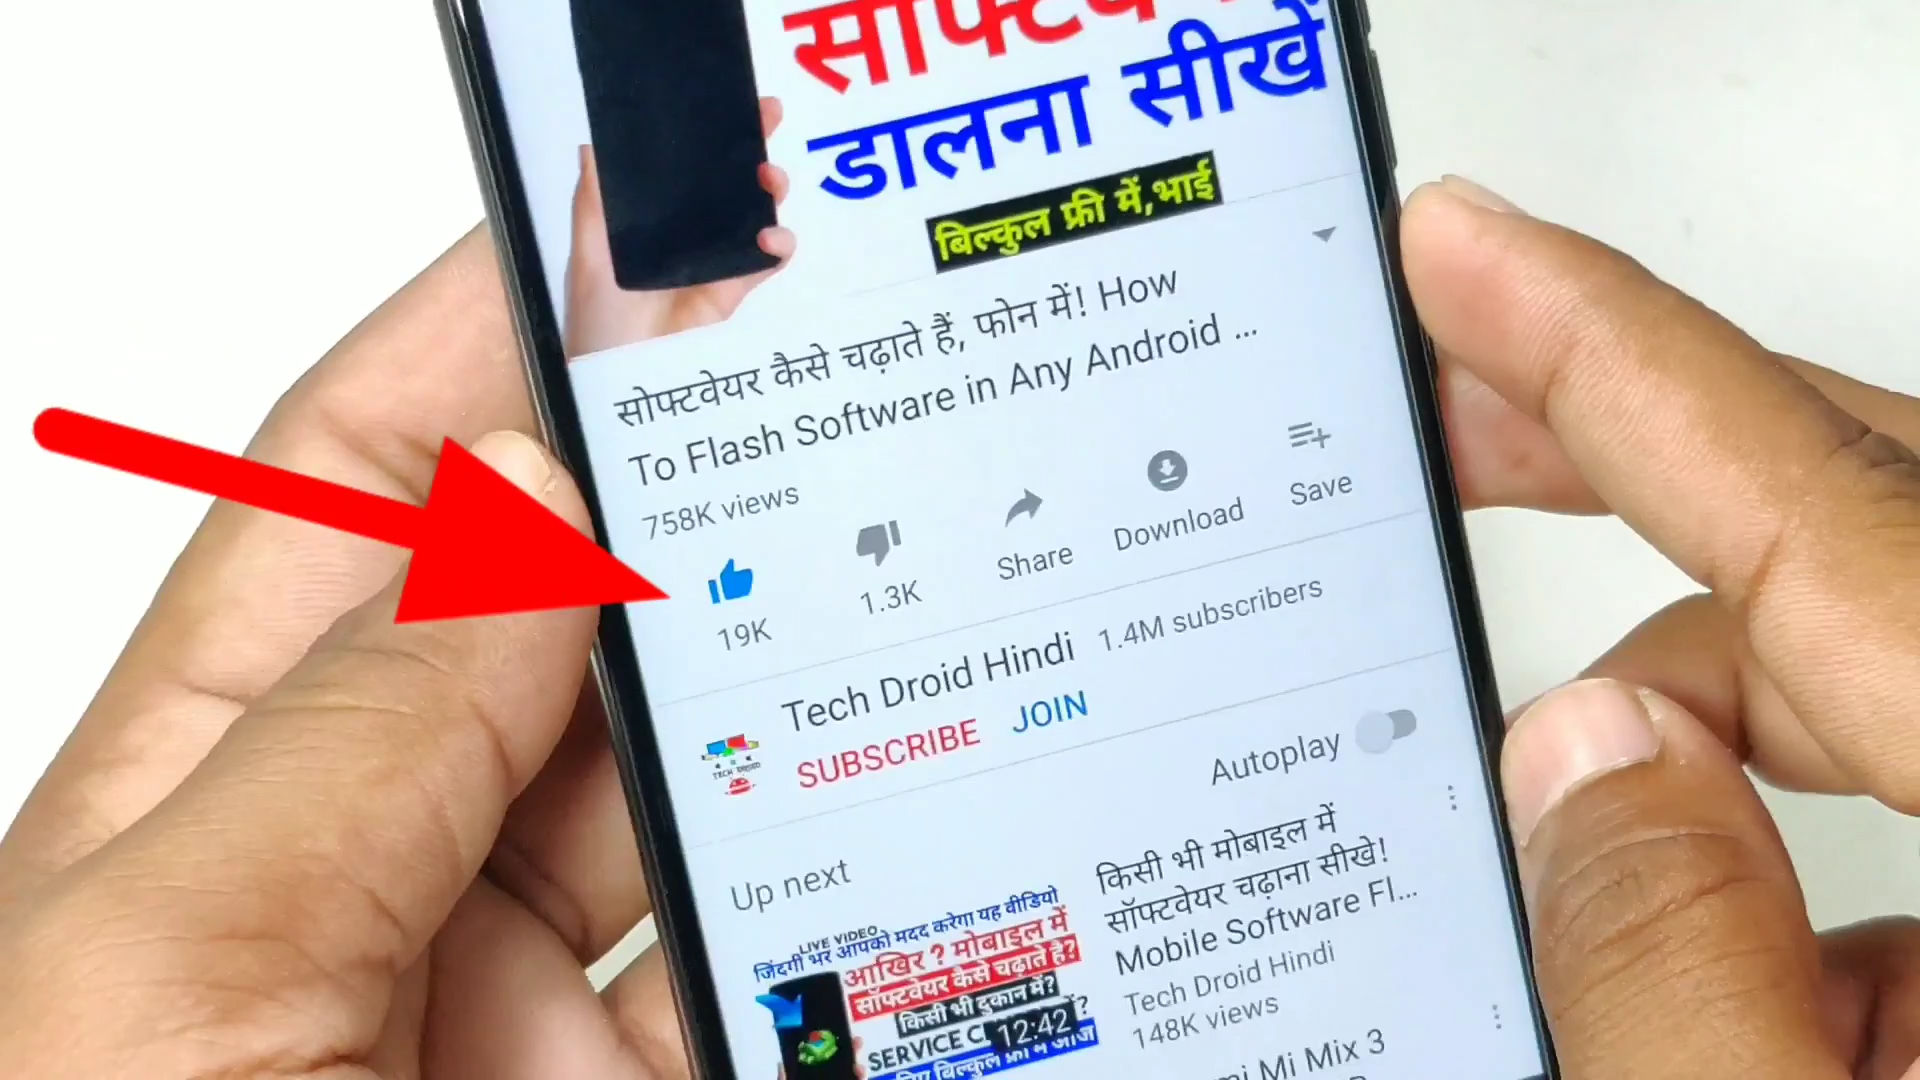 डालना सीखें
बिल्कुल फ्री में,भाई
सोफ्टवेयर कैसे चढ़ाते हैं, फोन में! How
To Flash Software in Any Android ...
758K views
19K
1.3K
Share
Download
Save
Tech Droid Hindi 1.4M subscribers
SUBSCRIBE JOIN
TECH DROID
Autoplay
Up next
LIVE VIDEO
जिंदगी भर आपको मदद करेगा यह वीडियो
आखिर ? मोबाइल में
सॉफ्टवेयर कैसे चढ़ाते है?
किसी भी दुकान में?
SERVICE C
12:42
बिल्कुल फ्री में
किसी भी मोबाइल में
सॉफ्टवेयर चढ़ाना सीखे!
Mobile Software Fl...
Tech Droid Hindi
148K views
Mi Mix 3